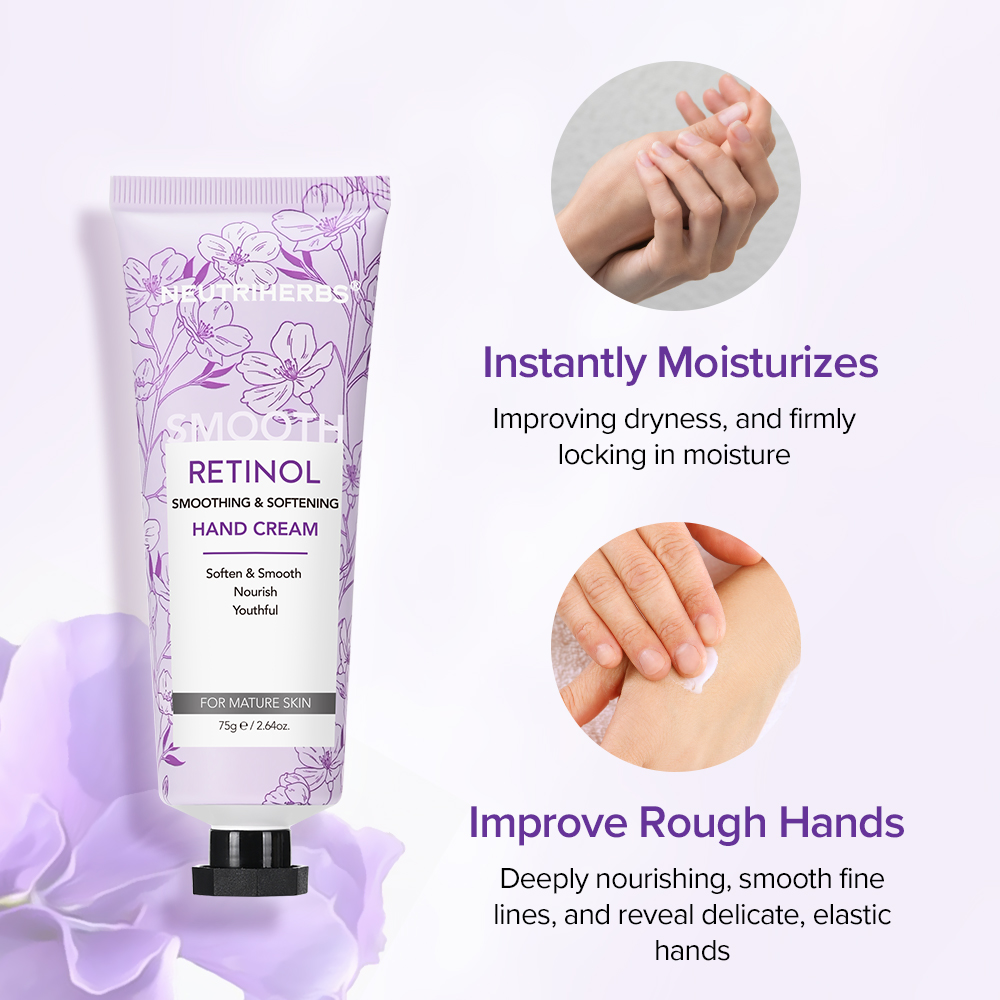 NEUTRIHERBS®
SMOOTH
RETINOL
SMOOTHING & SOFTENING
HAND CREAM
Soften & Smooth
Nourish
Youthful
FOR MATURE SKIN
75g ℮ / 2.64oz.
Instantly Moisturizes
Improving dryness, and firmly
locking in moisture
Improve Rough Hands
Deeply nourishing, smooth fine
lines, and reveal delicate, elastic
hands